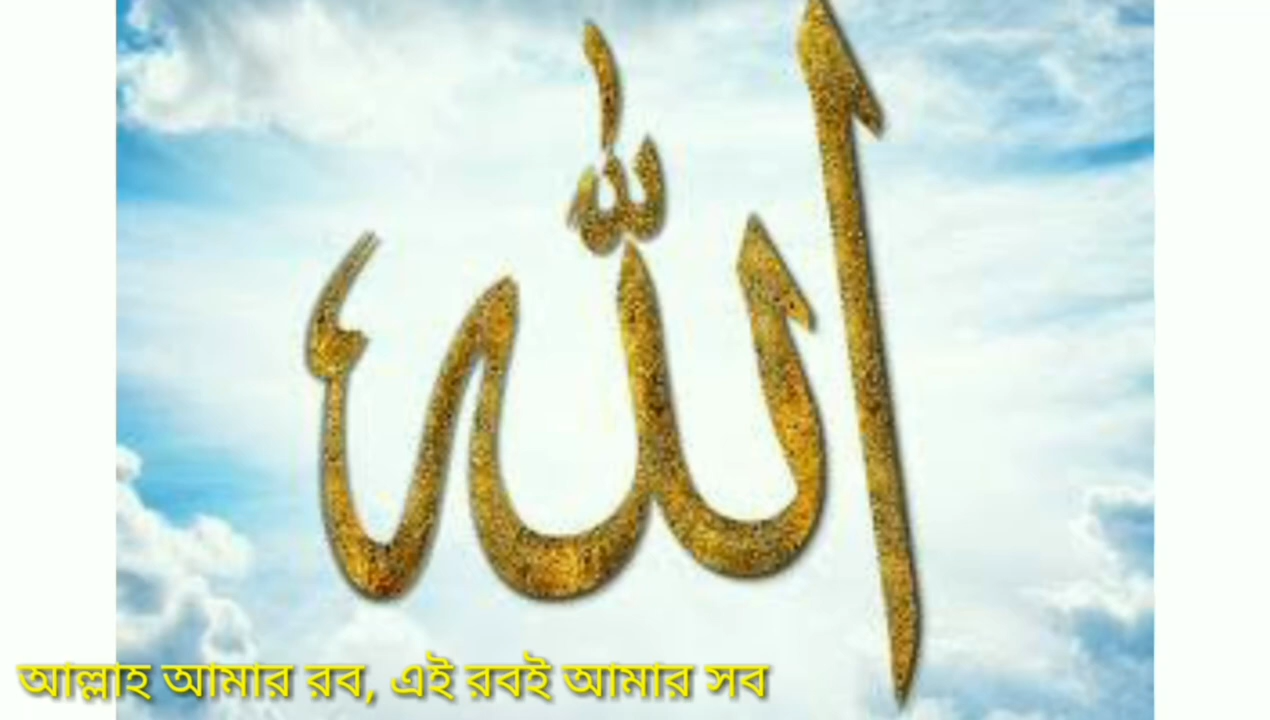 الله
আল্লাহ আমার রব, এই রবই আমার সব